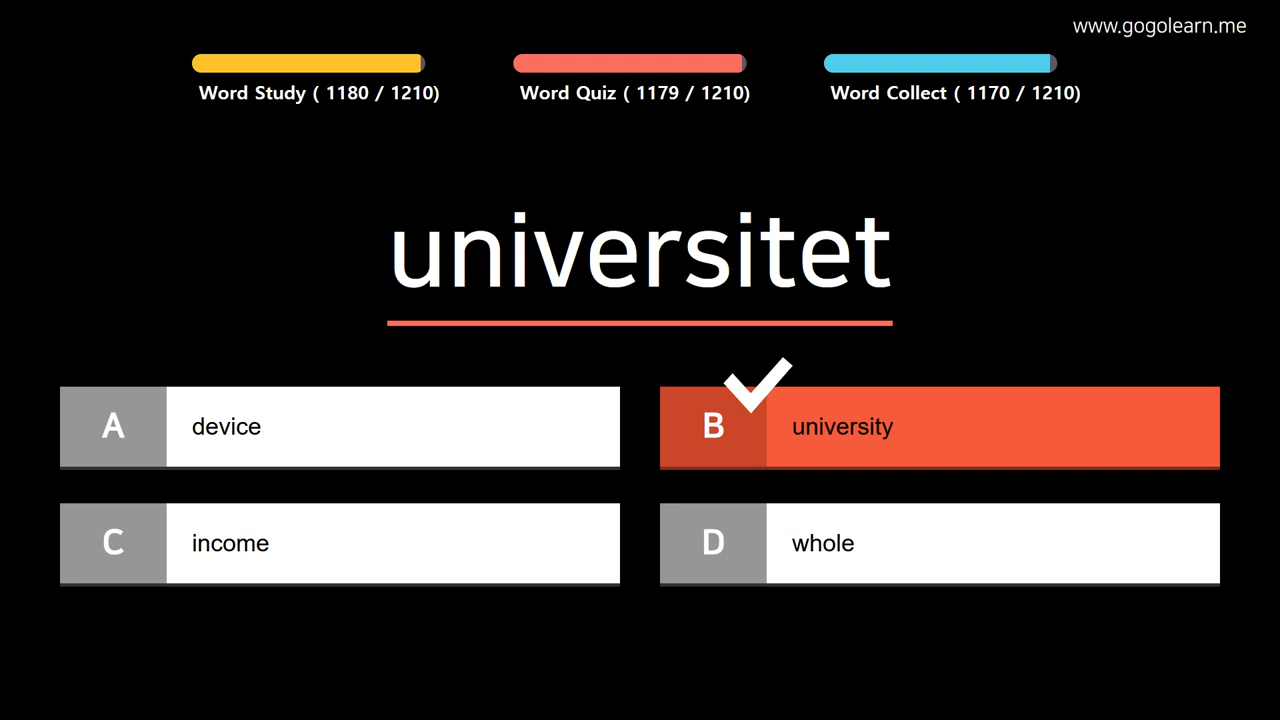 www.gogolearn.me
Word Study ( 1180 / 1210)
Word Quiz ( 1179 / 1210)
Word Collect ( 1170 / 1210)
universitet
A device
B university
C income
D whole